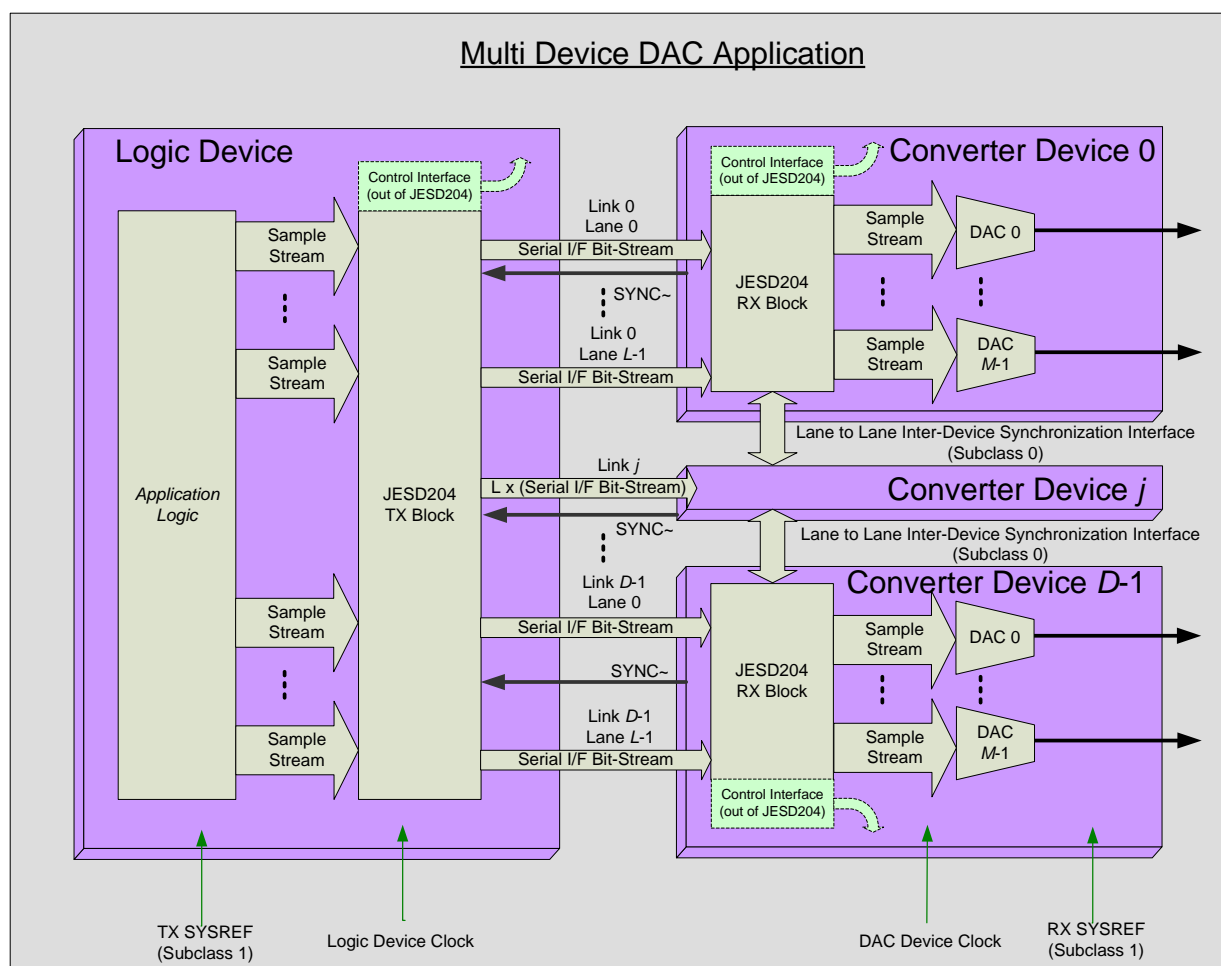 Multi Device DAC Application
Logic Device
Control Interface
(out of JESD204)
Application
Logic
Sample
Stream
Sample
Stream
Sample
Stream
Sample
Stream
JESD204
TX Block
Link 0
Lane 0
Serial I/F Bit-Stream
SYNC~
Link 0
Lane L-1
Serial I/F Bit-Stream
Link j
L x (Serial I/F Bit-Stream)
SYNC~
Link D-1
Lane 0
Serial I/F Bit-Stream
SYNC~
Link D-1
Lane L-1
Serial I/F Bit-Stream
Converter Device 0
Control Interface
(out of JESD204)
JESD204
RX Block
Sample
Stream
DAC 0
Sample
Stream
DAC
M-1
Lane to Lane Inter-Device Synchronization Interface
(Subclass 0)
Converter Device j
Lane to Lane Inter-Device Synchronization Interface
(Subclass 0)
Converter Device D-1
JESD204
RX Block
Sample
Stream
DAC 0
Sample
Stream
DAC
M-1
Control Interface
(out of JESD204)
TX SYSREF
(Subclass 1)
Logic Device Clock
DAC Device Clock
RX SYSREF
(Subclass 1)